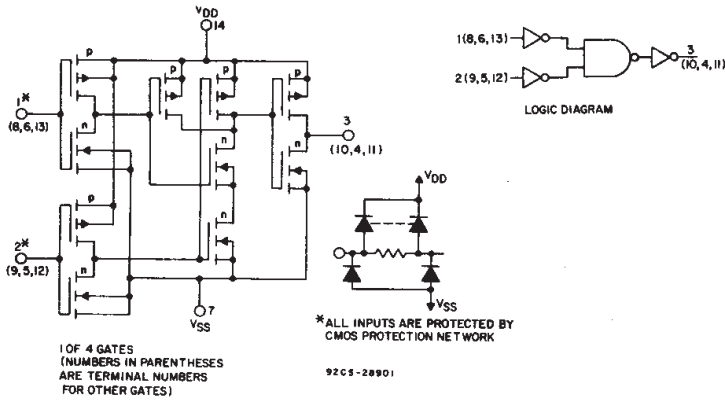 VDD
14
p
p
p
p
1*
(8,6,13)
n
n
n
3
(10,4,11)
p
n
2*
(9,5,12)
n
7
VSS
1 OF 4 GATES
(NUMBERS IN PARENTHESES
ARE TERMINAL NUMBERS
FOR OTHER GATES)
1(8,6,13)
2(9,5,12)
3
(10,4,11)
LOGIC DIAGRAM
VDD
VSS
*ALL INPUTS ARE PROTECTED BY
CMOS PROTECTION NETWORK
92CS-28901